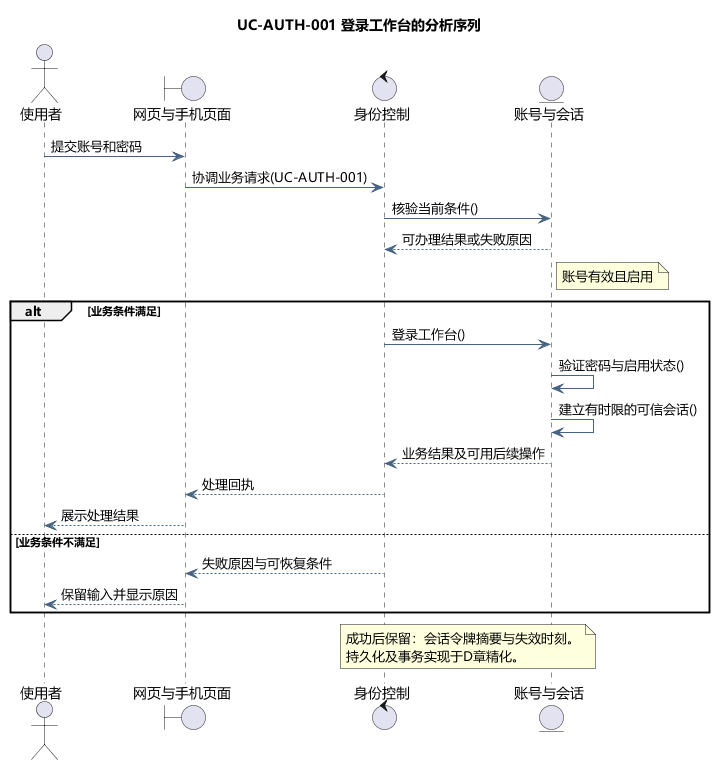 UC-AUTH-001 登录工作台的分析序列
使用者
网页与手机页面
身份控制
账号与会话
提交账号和密码
协调业务请求(UC-AUTH-001)
核验当前条件()
可办理结果或失败原因
账号有效且启用
alt
[业务条件满足]
登录工作台()
验证密码与启用状态()
建立有时限的可信会话()
业务结果及可用后续操作
处理回执
展示处理结果
[业务条件不满足]
失败原因与可恢复条件
保留输入并显示原因
成功后保留：会话令牌摘要与失效时刻。
持久化及事务实现于D章精化。
使用者
网页与手机页面
身份控制
账号与会话